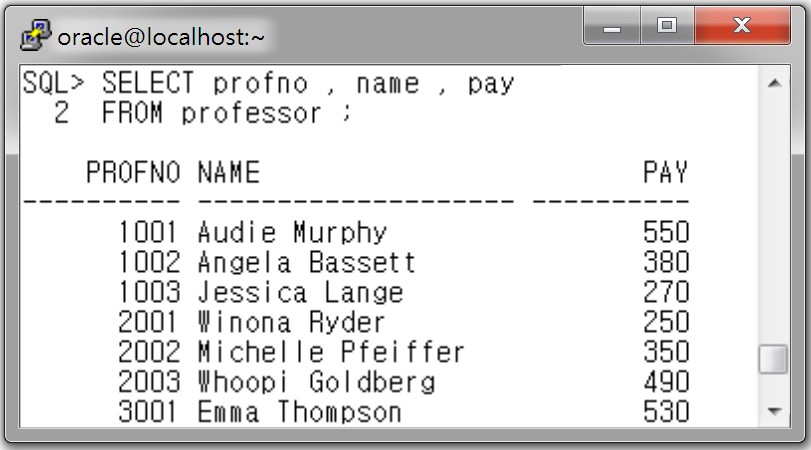 oracle@localhost:~
SQL> SELECT profno , name , pay
  2  FROM professor ;
    PROFNO NAME                        PAY
---------- -------------------- ----------
      1001 Audie Murphy                550
      1002 Angela Bassett              380
      1003 Jessica Lange               270
      2001 Winona Ryder                250
      2002 Michelle Pfeiffer           350
      2003 Whoopi Goldberg             490
      3001 Emma Thompson               530